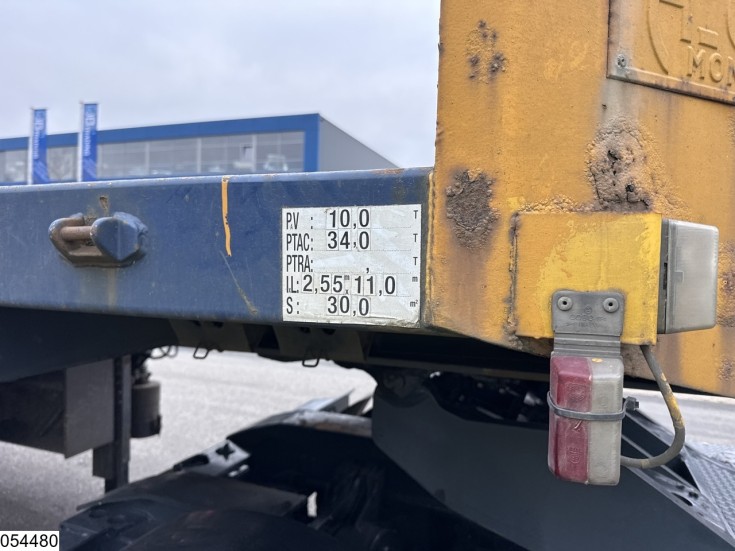 P.V : 10,0 T
PTAC: 34,0 T
PTRA: , T
l.L: 2,55 m 11,0 m
S : 30,0 m²
054480